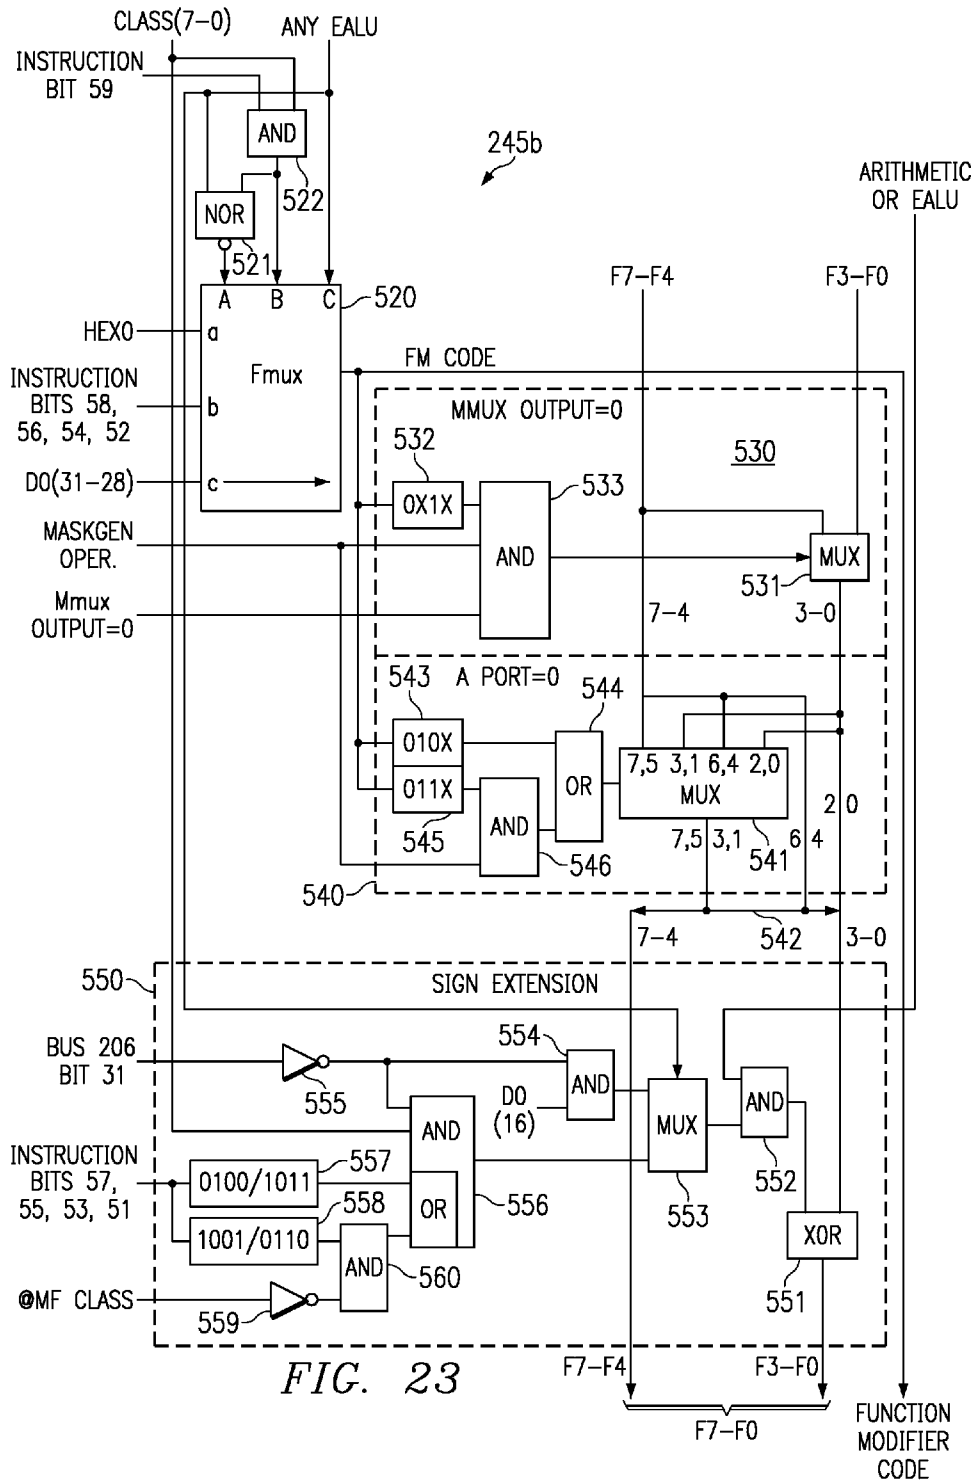 CLASS(7-0)
ANY EALU
INSTRUCTION
BIT 59
AND
245b
522
NOR
521
ARITHMETIC
OR EALU
F7-F4
F3-F0
A
B
C
520
HEX0
a
Fmux
FM CODE
INSTRUCTION
BITS 58,
56, 54, 52
b
MMUX OUTPUT=0
532
530
D0(31-28)
c
0X1X
533
MASKGEN
OPER.
AND
MUX
531
Mmux
OUTPUT=0
7-4
3-0
543
A PORT=0
544
010X
OR
7,5
3,1
6,4
2,0
MUX
011X
2
0
545
AND
546
7,5
3,1
541
6
4
540
7-4
542
3-0
550
SIGN EXTENSION
BUS 206
BIT 31
555
554
AND
D0
(16)
MUX
AND
552
AND
INSTRUCTION
BITS 57,
55, 53, 51
557
0100/1011
558
OR
556
553
1001/0110
AND
560
XOR
551
@MF CLASS
559
FIG. 23
F7-F4
F3-F0
F7-F0
FUNCTION
MODIFIER
CODE